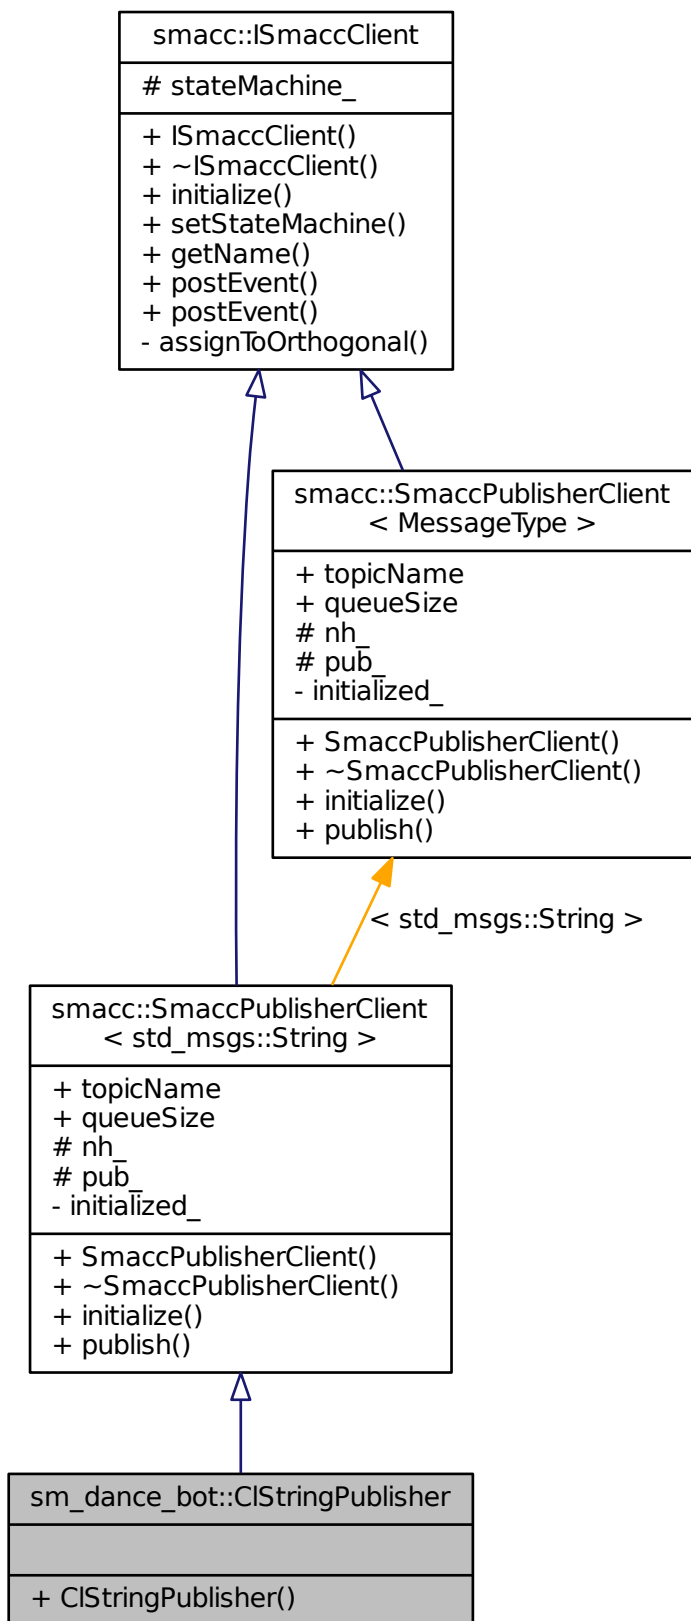 smacc::ISmaccClient
# stateMachine_
+ ISmaccClient()
+ ~ISmaccClient()
+ initialize()
+ setStateMachine()
+ getName()
+ postEvent()
+ postEvent()
- assignToOrthogonal()
smacc::SmaccPublisherClient
< MessageType >
+ topicName
+ queueSize
# nh_
# pub_
- initialized_
+ SmaccPublisherClient()
+ ~SmaccPublisherClient()
+ initialize()
+ publish()
< std_msgs::String >
smacc::SmaccPublisherClient
< std_msgs::String >
+ topicName
+ queueSize
# nh_
# pub_
- initialized_
+ SmaccPublisherClient()
+ ~SmaccPublisherClient()
+ initialize()
+ publish()
sm_dance_bot::ClStringPublisher
+ ClStringPublisher()